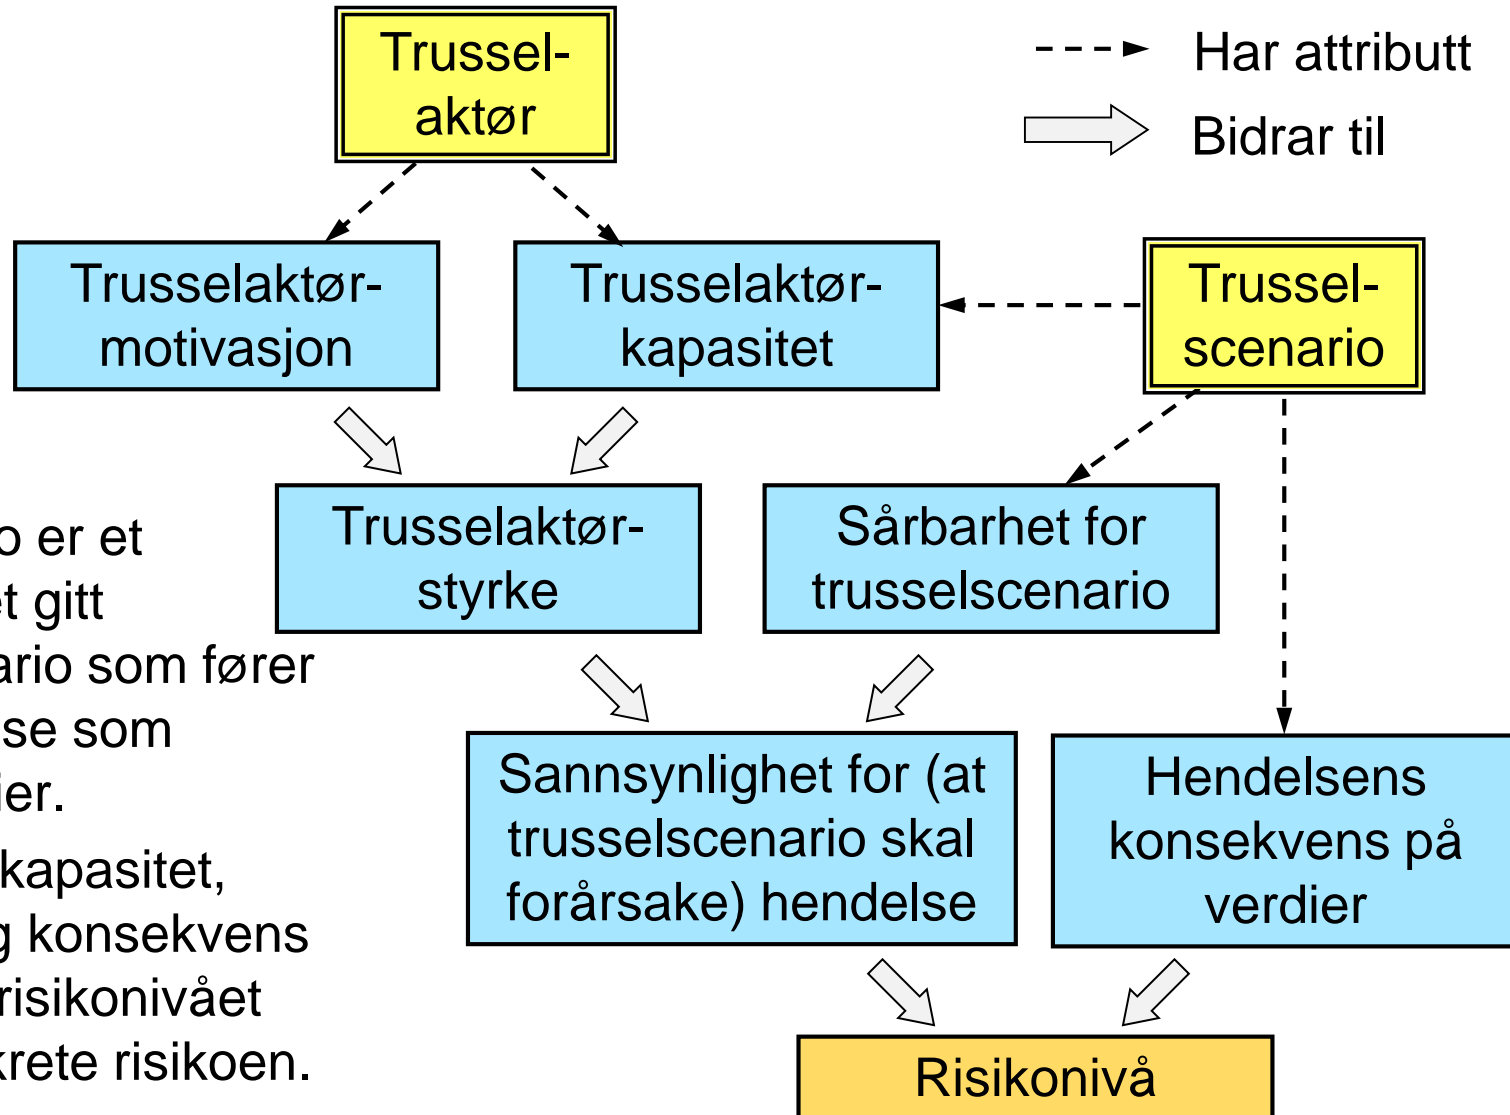 Trussel-
aktør
Har attributt
Bidrar til
Trusselaktør-
motivasjon
Trusselaktør-
kapasitet
Trussel-
scenario
Trusselaktør-
styrke
Sårbarhet for
trusselscenario
o er et
et gitt
ario som fører
se som
ier.
kapasitet,
g konsekvens
risikonivået
krete risikoen.
Sannsynlighet for (at
trusselscenario skal
forårsake) hendelse
Hendelsens
konsekvens på
verdier
Risikonivå